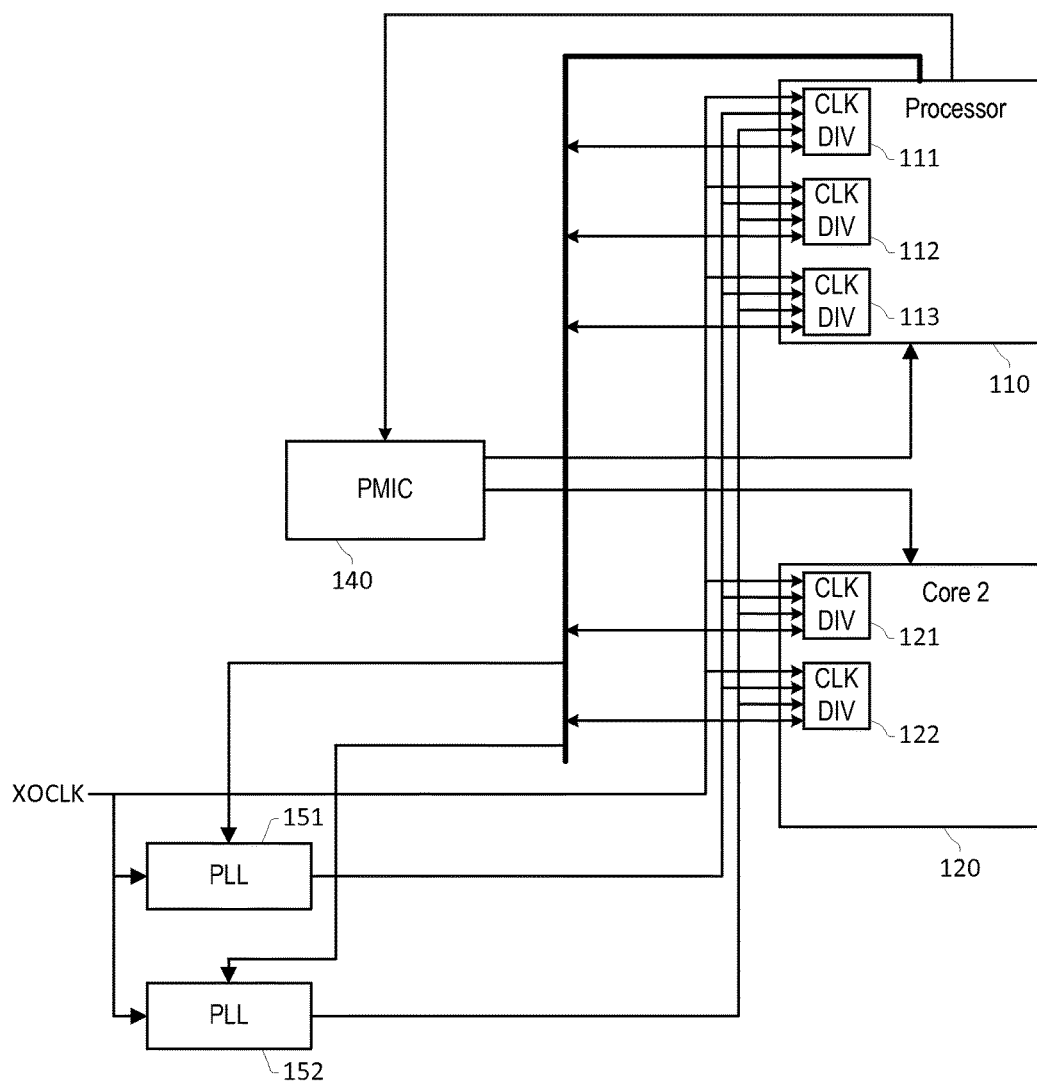 CLK
DIV
111
Processor
CLK
DIV
112
CLK
DIV
113
110
PMIC
140
CLK
DIV
121
Core 2
CLK
DIV
122
XOCLK
151
PLL
120
PLL
152